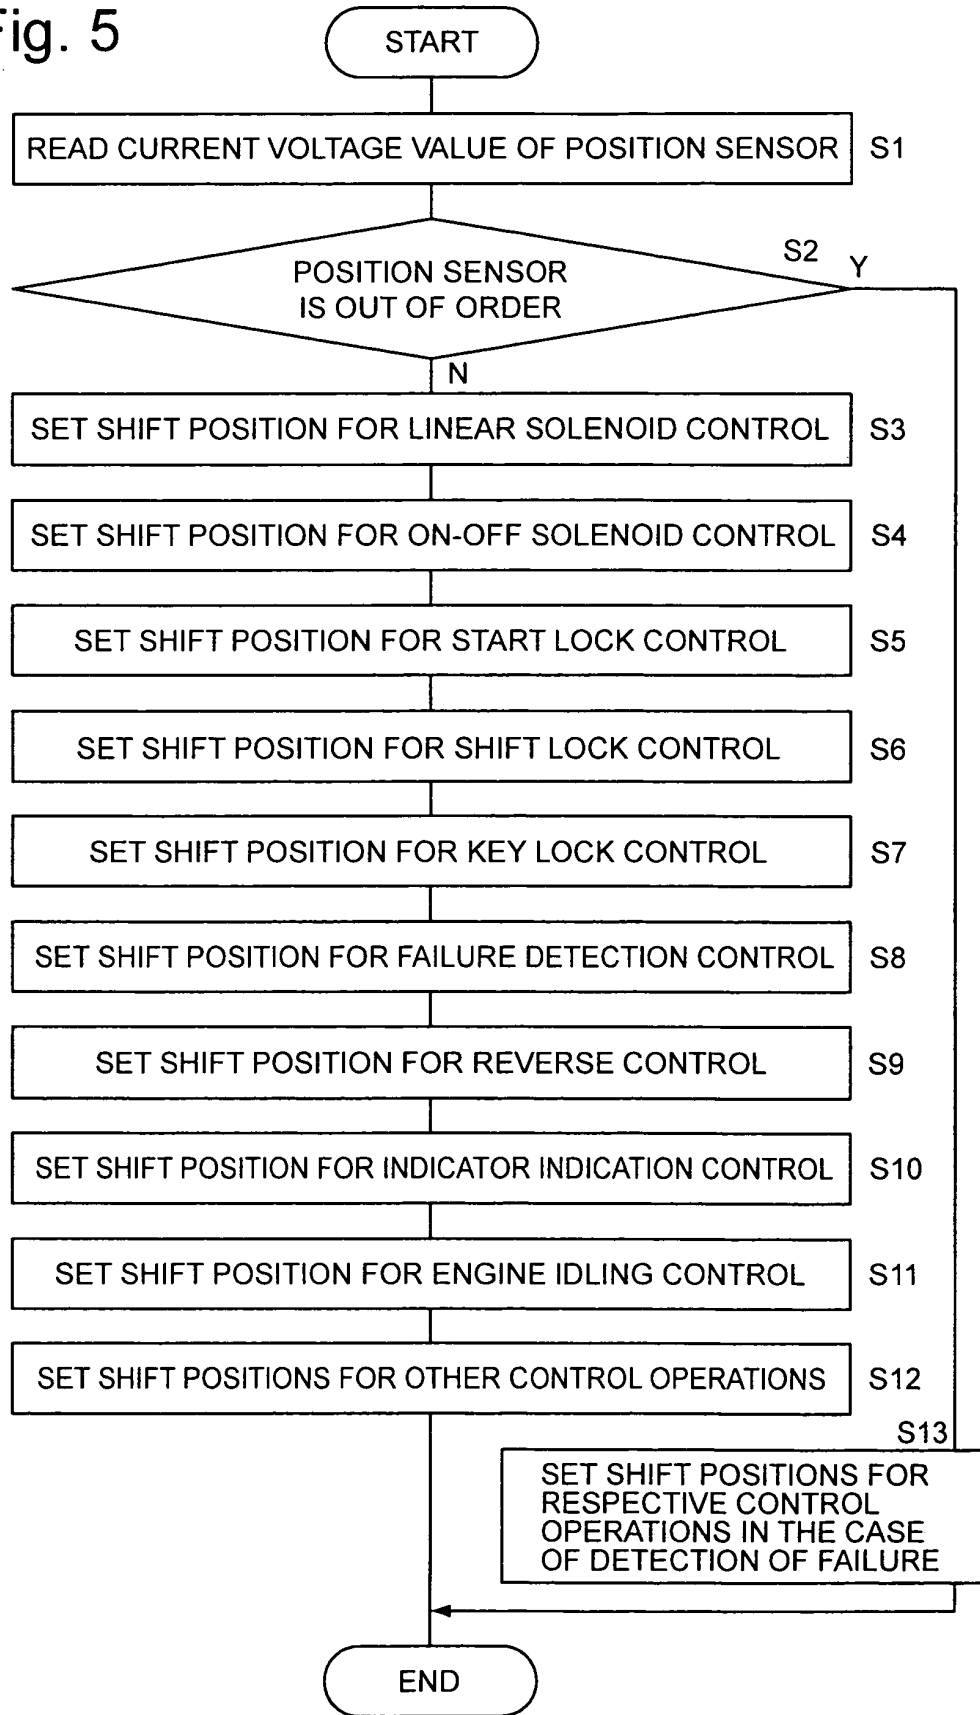 Fig. 5
START
READ CURRENT VOLTAGE VALUE OF POSITION SENSOR
S1
POSITION SENSOR
IS OUT OF ORDER
S2
Y
N
SET SHIFT POSITION FOR LINEAR SOLENOID CONTROL
S3
SET SHIFT POSITION FOR ON-OFF SOLENOID CONTROL
S4
SET SHIFT POSITION FOR START LOCK CONTROL
S5
SET SHIFT POSITION FOR SHIFT LOCK CONTROL
S6
SET SHIFT POSITION FOR KEY LOCK CONTROL
S7
SET SHIFT POSITION FOR FAILURE DETECTION CONTROL
S8
SET SHIFT POSITION FOR REVERSE CONTROL
S9
SET SHIFT POSITION FOR INDICATOR INDICATION CONTROL
S10
SET SHIFT POSITION FOR ENGINE IDLING CONTROL
S11
SET SHIFT POSITIONS FOR OTHER CONTROL OPERATIONS
S12
S13
SET SHIFT POSITIONS FOR
RESPECTIVE CONTROL
OPERATIONS IN THE CASE
OF DETECTION OF FAILURE
END